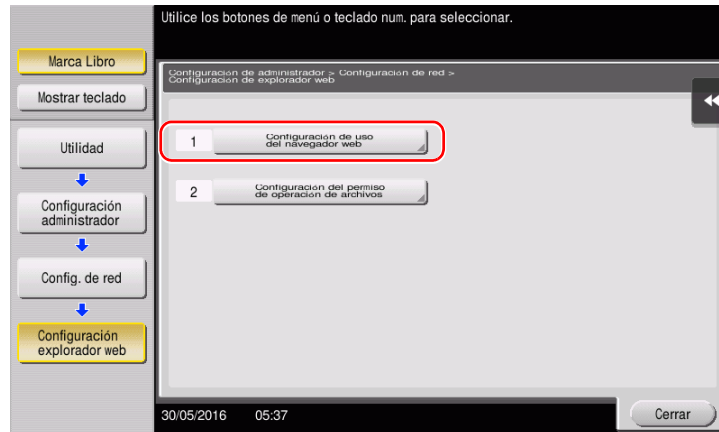 Utilice los botones de menú o teclado num. para seleccionar.
Marca Libro
Mostrar teclado
Utilidad
Configuración
administrador
Config. de red
Configuración
explorador web
Configuración de administrador > Configuración de red >
Configuración de explorador web
1
Configuración de uso
del navegador web
2
Configuración del permiso
de operación de archivos
30/05/2016 05:37
Cerrar